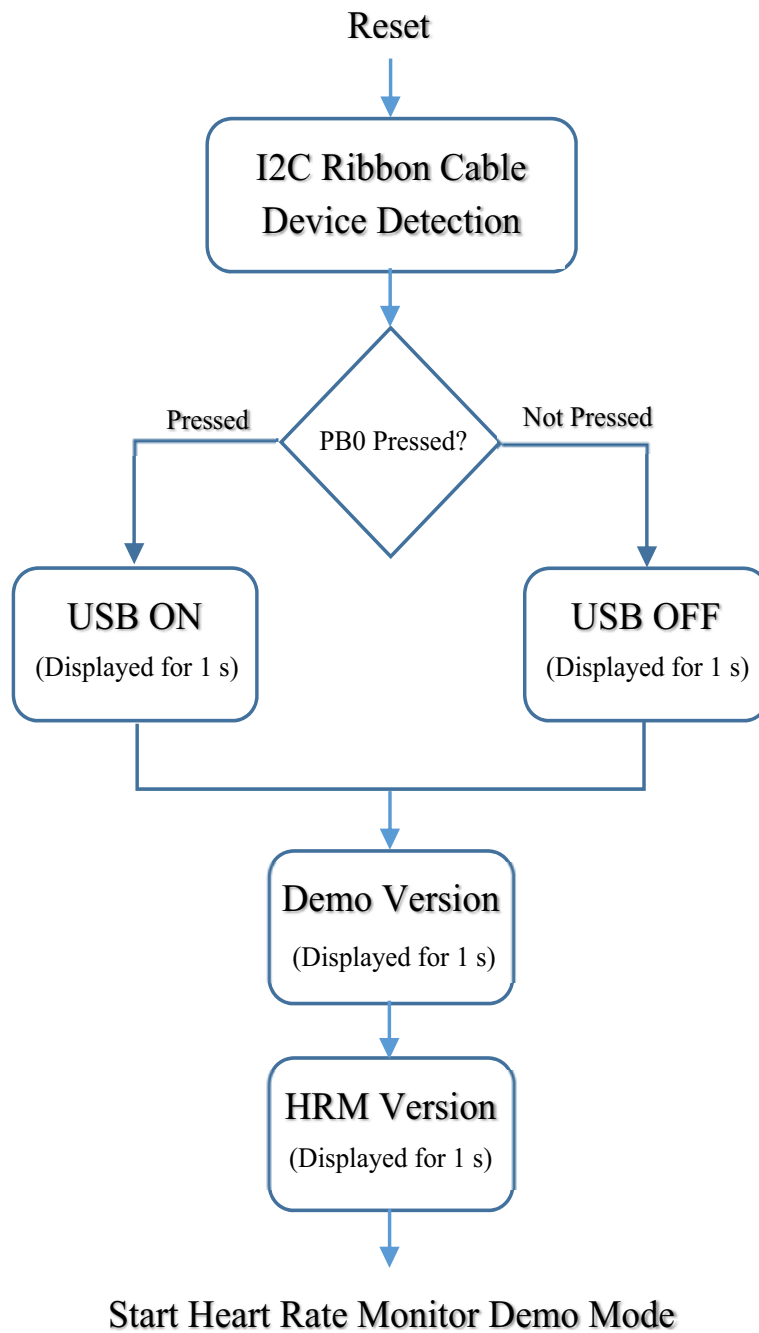 Reset
I2C Ribbon Cable
Device Detection
Pressed
PB0 Pressed?
Not Pressed
USB ON
(Displayed for 1 s)
USB OFF
(Displayed for 1 s)
Demo Version
(Displayed for 1 s)
HRM Version
(Displayed for 1 s)
Start Heart Rate Monitor Demo Mode